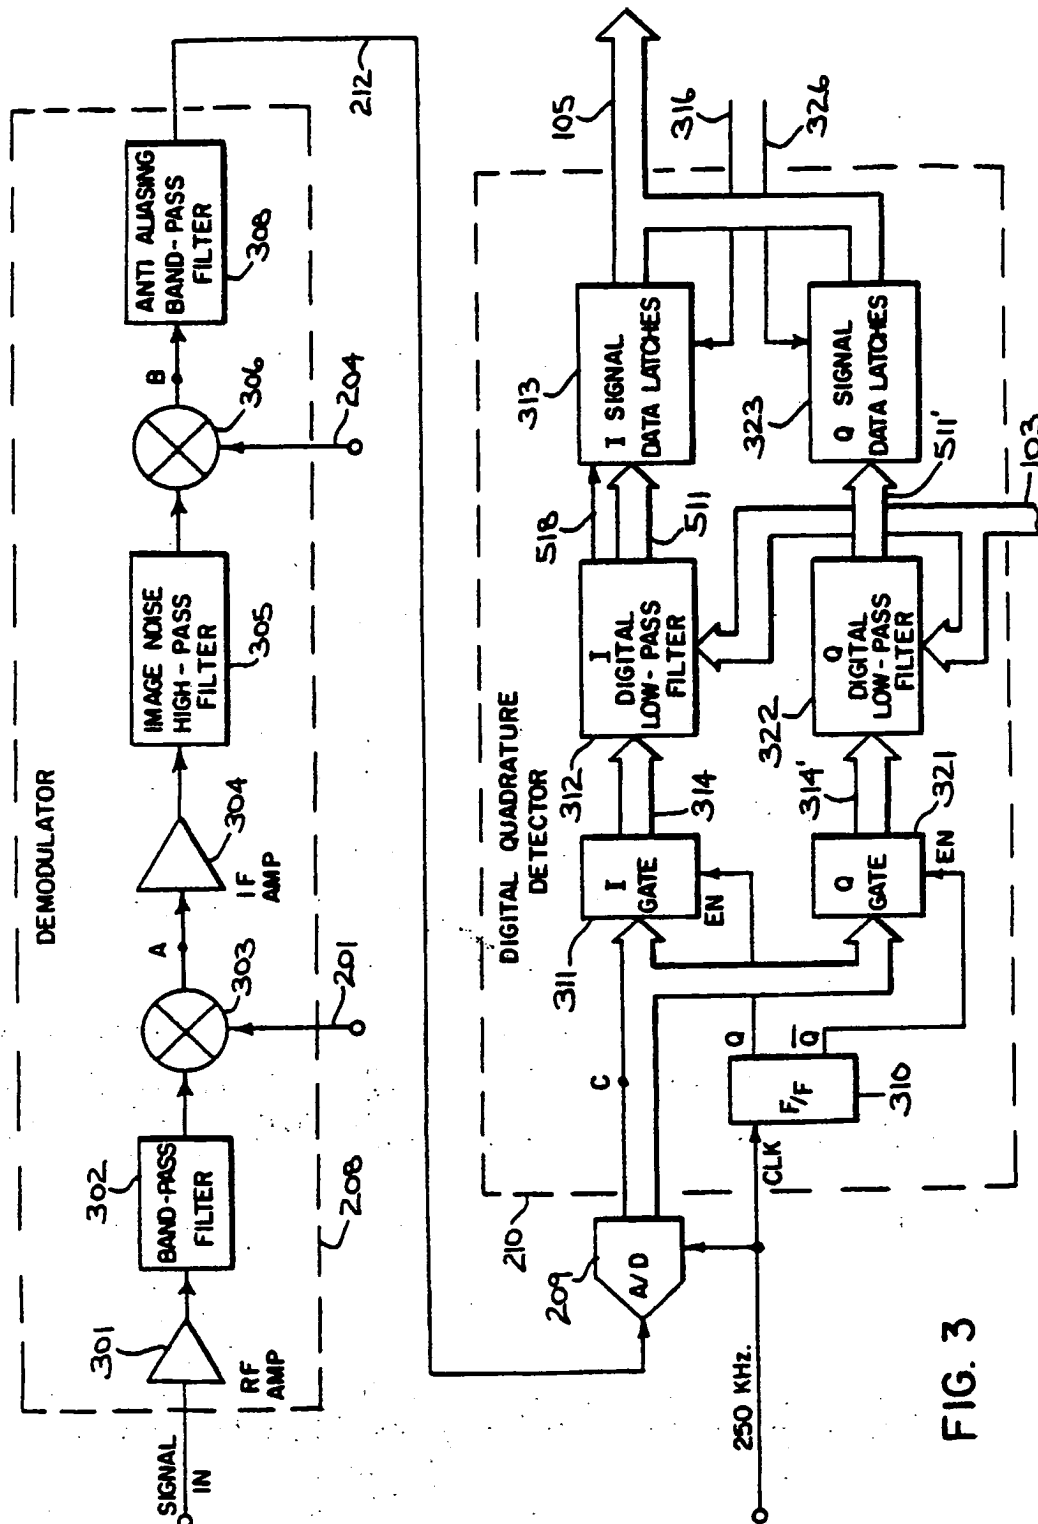 DEMODULATOR
SIGNAL
IN
301
RF
AMP
302
BAND-PASS
FILTER
208
303
201
A
304
IF
AMP
IMAGE NOISE
HIGH-PASS
FILTER
305
306
204
B
ANTI ALIASING
BAND-PASS
FILTER
308
212
DIGITAL QUADRATURE
DETECTOR
210
209
A/D
250 KHz.
CLK
F/F
310
Q
Q̅
C
311
I
GATE
EN
Q
GATE
EN
321
314
314'
312
I
DIGITAL
LOW-PASS
FILTER
322
Q
DIGITAL
LOW-PASS
FILTER
518
511
511'
103
313
I SIGNAL
DATA LATCHES
323
Q SIGNAL
DATA LATCHES
105
316
326
FIG. 3